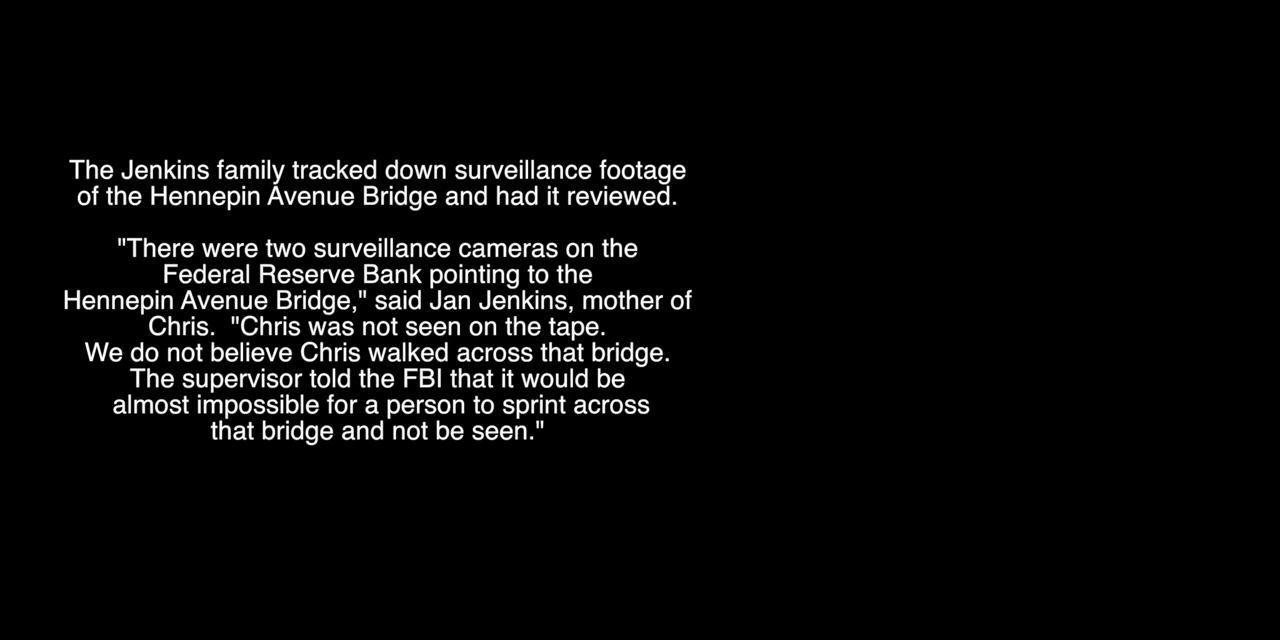 The Jenkins family tracked down surveillance footage
of the Hennepin Avenue Bridge and had it reviewed.
"There were two surveillance cameras on the
Federal Reserve Bank pointing to the
Hennepin Avenue Bridge," said Jan Jenkins, mother of
Chris.  "Chris was not seen on the tape.
We do not believe Chris walked across that bridge.
The supervisor told the FBI that it would be
almost impossible for a person to sprint across
that bridge and not be seen."